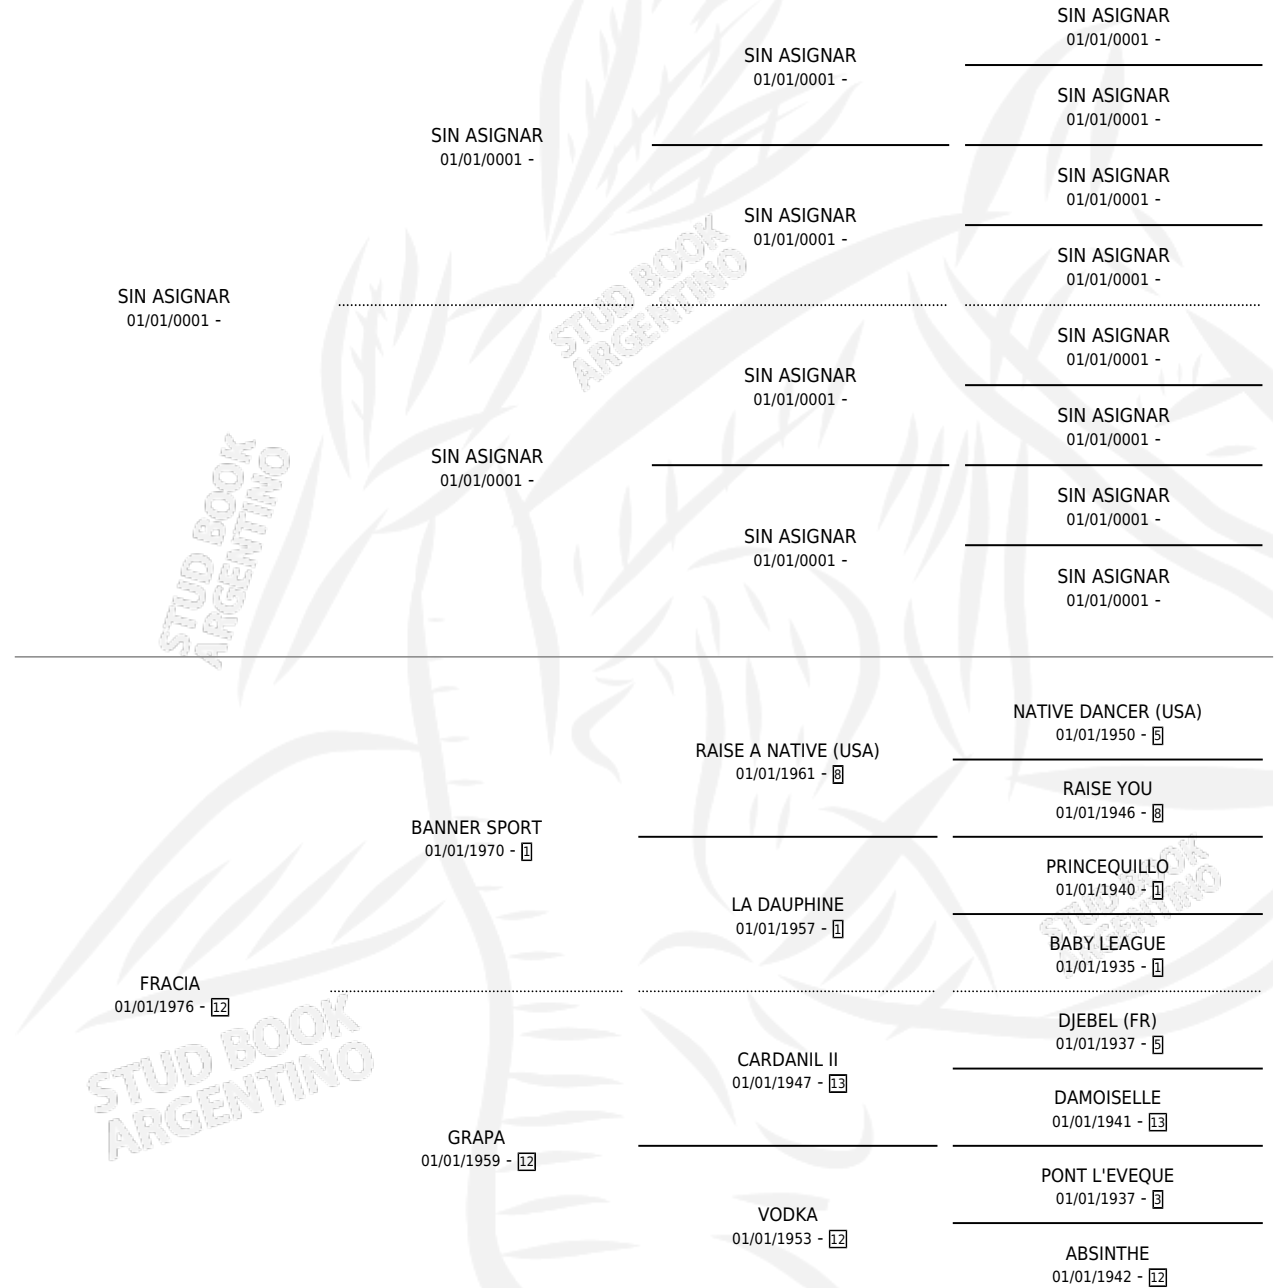 SIN ASIGNAR
01/01/0001 -
SIN ASIGNAR
01/01/0001 -
SIN ASIGNAR
01/01/0001 -
SIN ASIGNAR
01/01/0001 -
SIN ASIGNAR
01/01/0001 -
SIN ASIGNAR
01/01/0001 -
SIN ASIGNAR
01/01/0001 -
STUD BOOK
ARGENTINO
SIN ASIGNAR
01/01/0001 -
SIN ASIGNAR
01/01/0001 -
SIN ASIGNAR
01/01/0001 -
SIN ASIGNAR
01/01/0001 -
SIN ASIGNAR
01/01/0001 -
SIN ASIGNAR
01/01/0001 -
STUD BOOK
ARGENTINO
SIN ASIGNAR
01/01/0001 -
SIN ASIGNAR
01/01/0001 -
SIN ASIGNAR
01/01/0001 -
NATIVE DANCER (USA)
01/01/1950 - 5
RAISE A NATIVE (USA)
01/01/1961 - 8
RAISE YOU
01/01/1946 - 8
BANNER SPORT
01/01/1970 - 1
PRINCEQUILLO
01/01/1940 - 1
STUD BOOK
ARGENTINO
LA DAUPHINE
01/01/1957 - 1
BABY LEAGUE
01/01/1935 - 1
FRACIA
01/01/1976 - 12
STUD BOOK
ARGENTINO
DJEBEL (FR)
01/01/1937 - 5
CARDANIL II
01/01/1947 - 13
DAMOISELLE
01/01/1941 - 13
GRAPA
01/01/1959 - 12
PONT L'EVEQUE
01/01/1937 - 3
VODKA
01/01/1953 - 12
ABSINTHE
01/01/1942 - 12